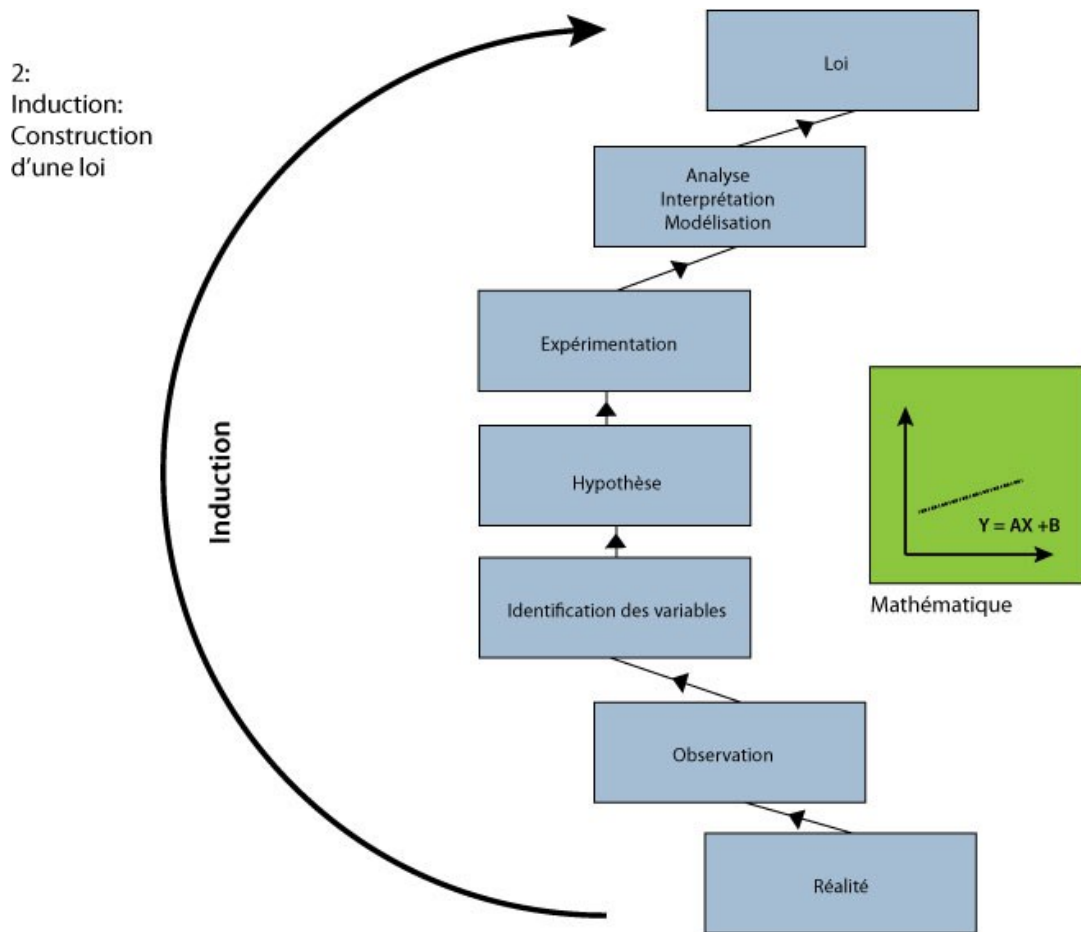 2:
Induction:
Construction
d'une loi
Induction
Loi
Analyse
Interprétation
Modélisation
Expérimentation
Hypothèse
Identification des variables
Observation
Réalité
Y = AX +B
Mathématique